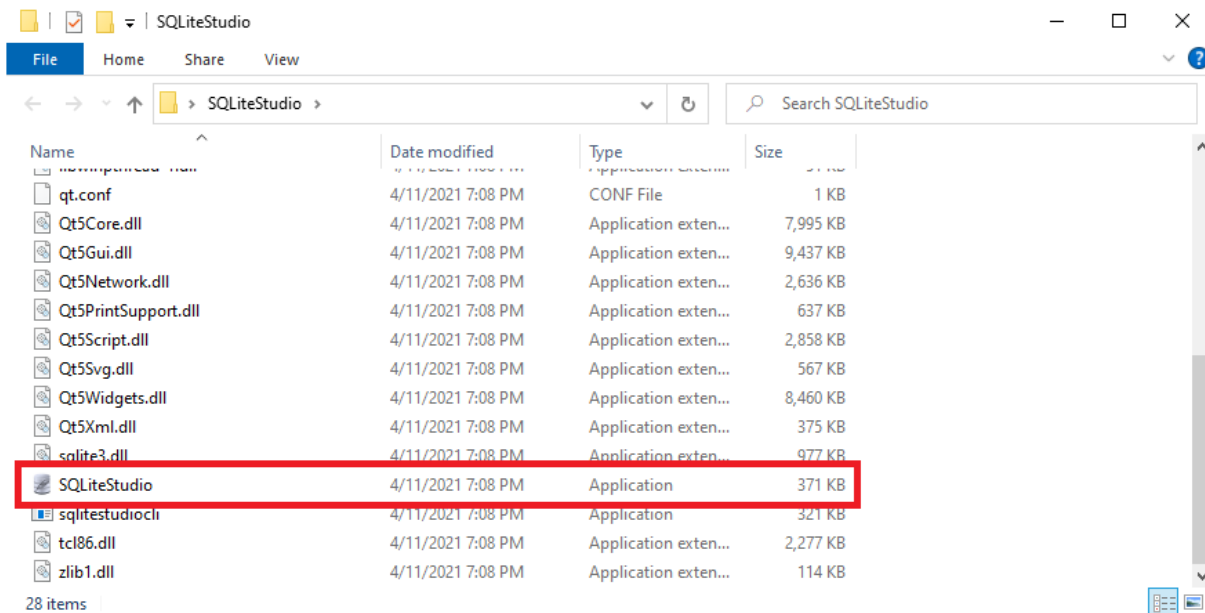 SQLiteStudio
File Home Share View ?
SQLiteStudio Search SQLiteStudio
Name Date modified Type Size
qt.conf 4/11/2021 7:08 PM CONF File 1 KB
Qt5Core.dll 4/11/2021 7:08 PM Application exten... 7,995 KB
Qt5Gui.dll 4/11/2021 7:08 PM Application exten... 9,437 KB
Qt5Network.dll 4/11/2021 7:08 PM Application exten... 2,636 KB
Qt5PrintSupport.dll 4/11/2021 7:08 PM Application exten... 637 KB
Qt5Script.dll 4/11/2021 7:08 PM Application exten... 2,858 KB
Qt5Svg.dll 4/11/2021 7:08 PM Application exten... 567 KB
Qt5Widgets.dll 4/11/2021 7:08 PM Application exten... 8,460 KB
Qt5Xml.dll 4/11/2021 7:08 PM Application exten... 375 KB
sqlite3.dll 4/11/2021 7:08 PM Application exten... 977 KB
SQLiteStudio 4/11/2021 7:08 PM Application 371 KB
sqlitestudiocli 4/11/2021 7:08 PM Application 321 KB
tcl86.dll 4/11/2021 7:08 PM Application exten... 2,277 KB
zlib1.dll 4/11/2021 7:08 PM Application exten... 114 KB
28 items